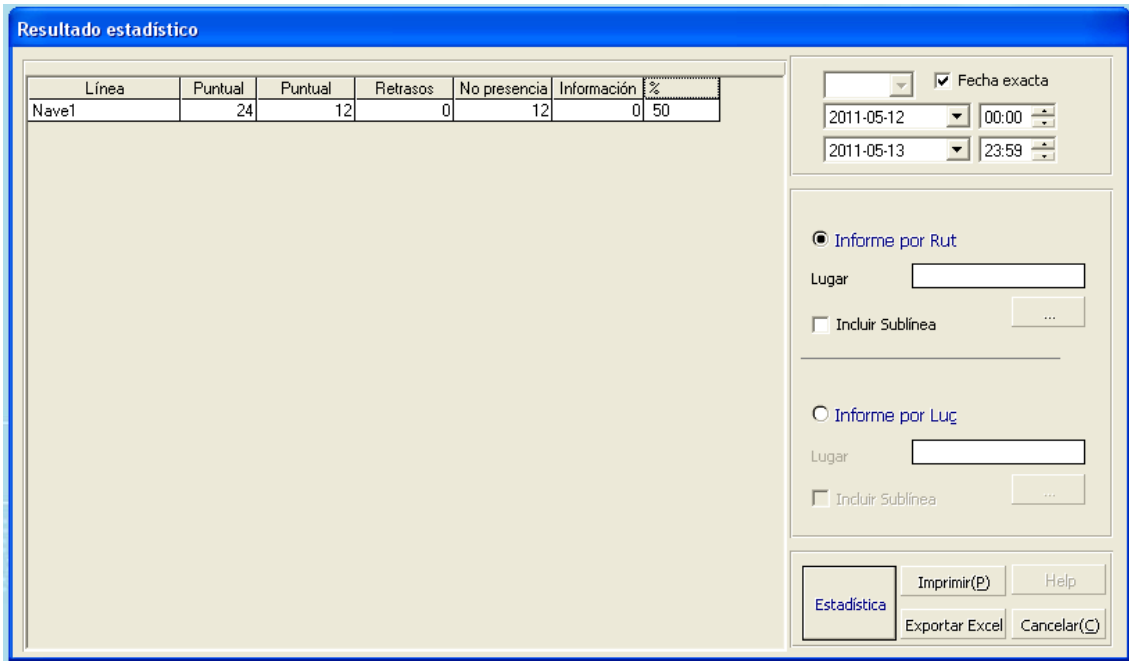 Resultado estadístico
Línea Puntual Puntual Retrasos No presencia Información %
Nave1 24 12 0 12 0 50
Fecha exacta
2011-05-12 00:00
2011-05-13 23:59
Informe por Rut
Lugar
...
Incluir Sublínea
Informe por Luç
Lugar
...
Incluir Sublínea
Estadística
Imprimir(P)
Help
Exportar Excel
Cancelar(C)